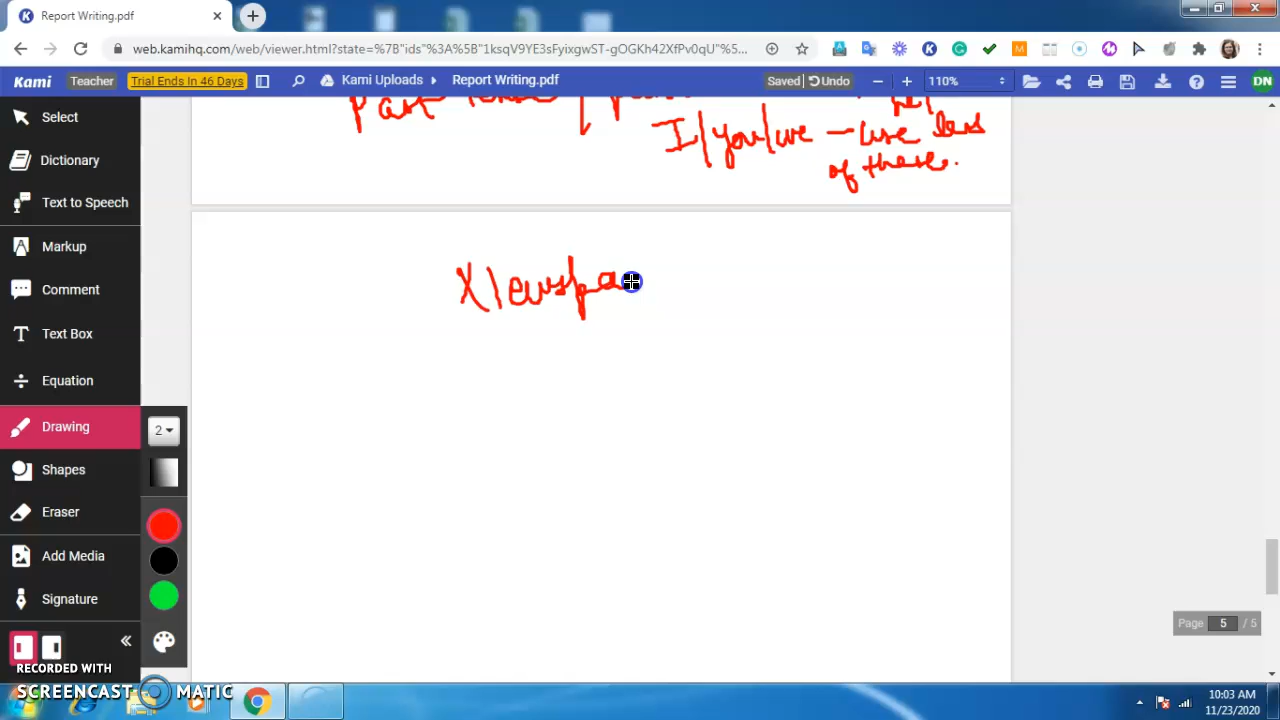 Report Writing.pdf
web.kamihq.com/web/viewer.html?state=%7B"ids"%3A%5B"1ksqV9YE3sFyixgwST-gOGKh42XfPv0qU"%5...
Kami Teacher Trial Ends In 46 Days Kami Uploads Report Writing.pdf Saved Undo 110% DN
Select
Dictionary
Text to Speech
Markup
Comment
Text Box
Equation
Drawing
Shapes
Eraser
Add Media
Signature
2
Past Tense /
I/you/we – use less
of these.
Newspa
Page 5 / 5
RECORDED WITH
SCREENCAST MATIC
10:03 AM
11/23/2020